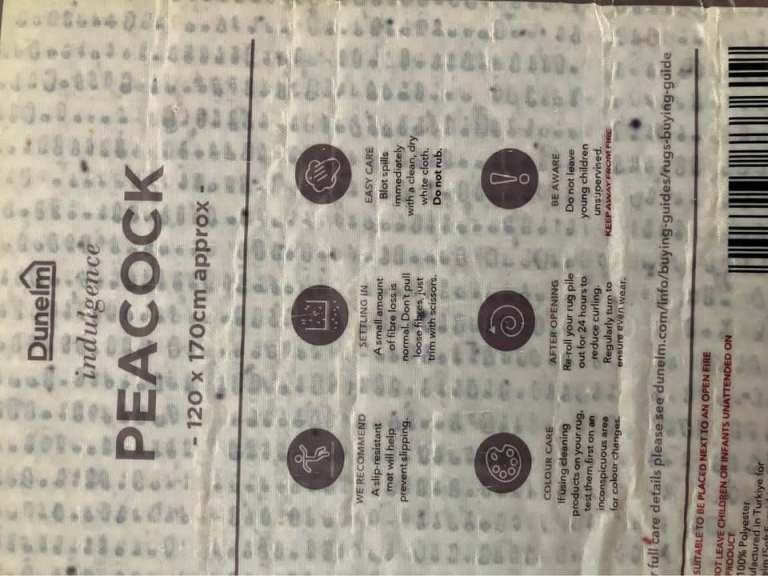 Dunelm
indulgence
PEACOCK
- 120 x 170cm approx -
WE RECOMMEND
A slip-resistant
mat will help
prevent slipping.
SETTLING IN
A small amount
of fibre loss is
normal. Don't pull
loose fibres, just
trim with scissors.
EASY CARE
Blot spills
immediately
with a clean, dry
white cloth.
Do not rub.
COLOUR CARE
If using cleaning
products on your rug,
test them first on an
inconspicuous area
for colour changes.
AFTER OPENING
Re-roll your rug pile
out for 24 hours to
reduce curling.
Regularly turn to
ensure even wear.
BE AWARE
Do not leave
young children
unsupervised.
KEEP AWAY FROM FIRE
full care details please see dunelm.com/info/buying-guides/rugs-buying-guide
SUITABLE TO BE PLACED NEXT TO AN OPEN FIRE
OT LEAVE CHILDREN OR INFANTS UNATTENDED ON
PRODUCT
100% Polyester
ufactured in Turkiye for